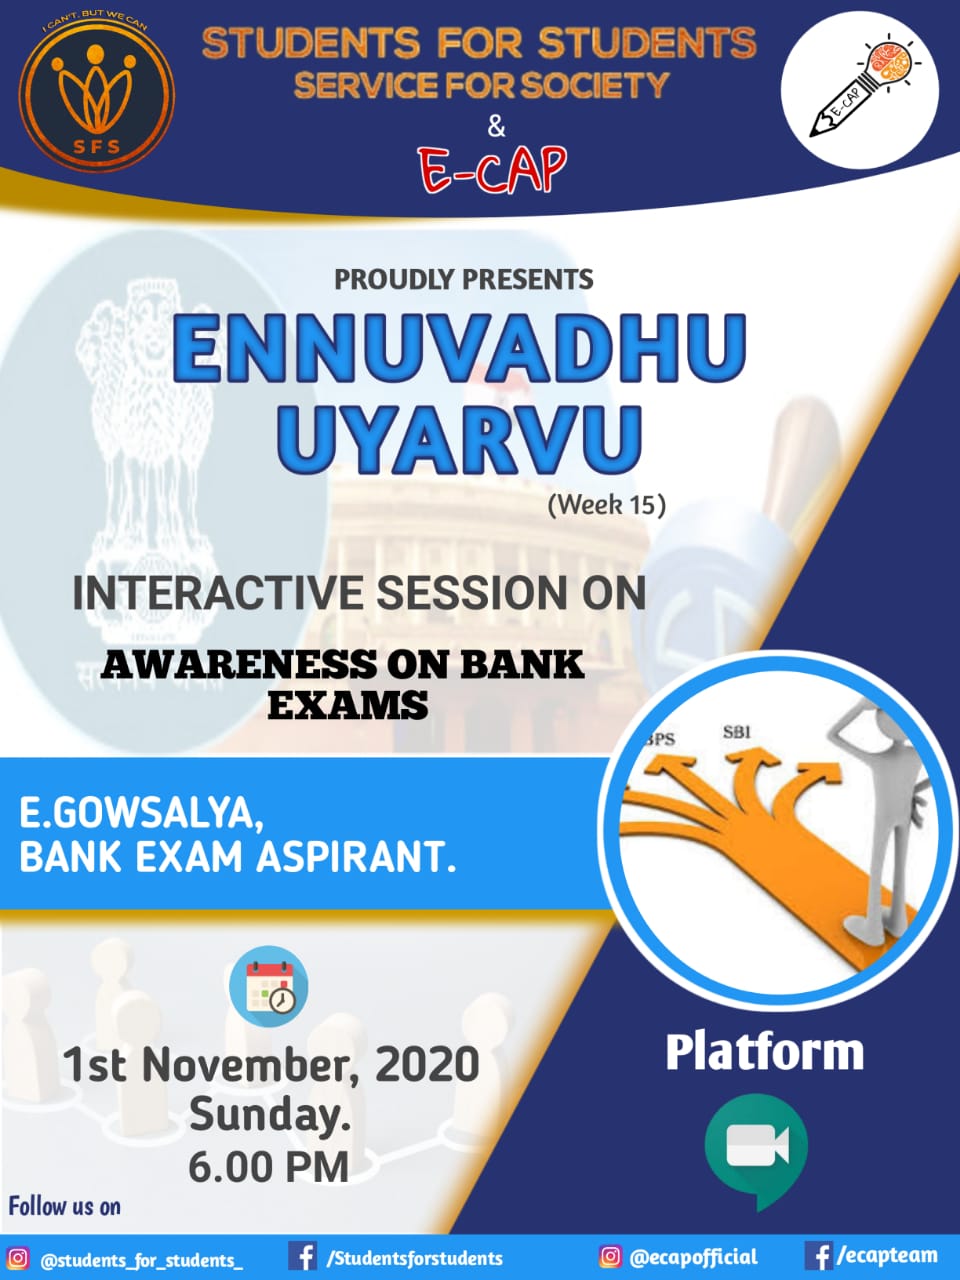 I CAN'T, BUT WE CAN
SFS
STUDENTS FOR STUDENTS
SERVICE FOR SOCIETY
&
E-CAP
E-CAP
PROUDLY PRESENTS
ENNUVADHU
UYARVU
(Week 15)
INTERACTIVE SESSION ON
AWARENESS ON BANK
EXAMS
BPS
SBI
E.GOWSALYA,
BANK EXAM ASPIRANT.
1st November, 2020
Sunday.
6.00 PM
Platform
Follow us on
@students_for_students_
/Studentsforstudents
@ecapofficial
/ecapteam